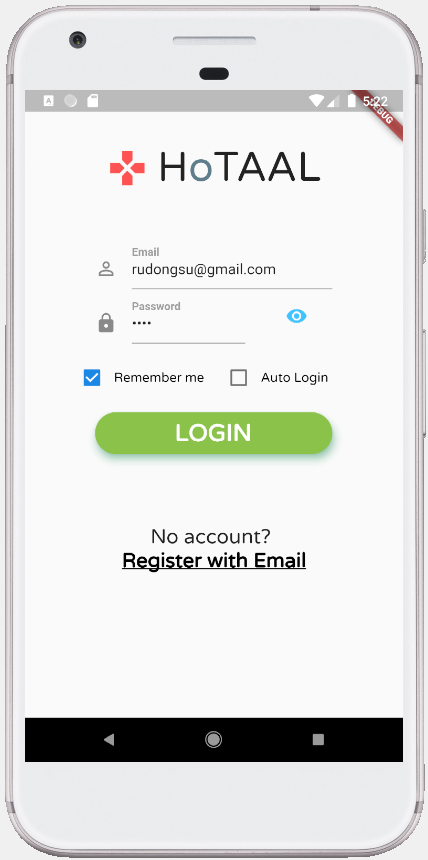 5:22
DEBUG
HoTAAL
Email
rudongsu@gmail.com
Password
••••
Remember me
Auto Login
LOGIN
No account?
Register with Email